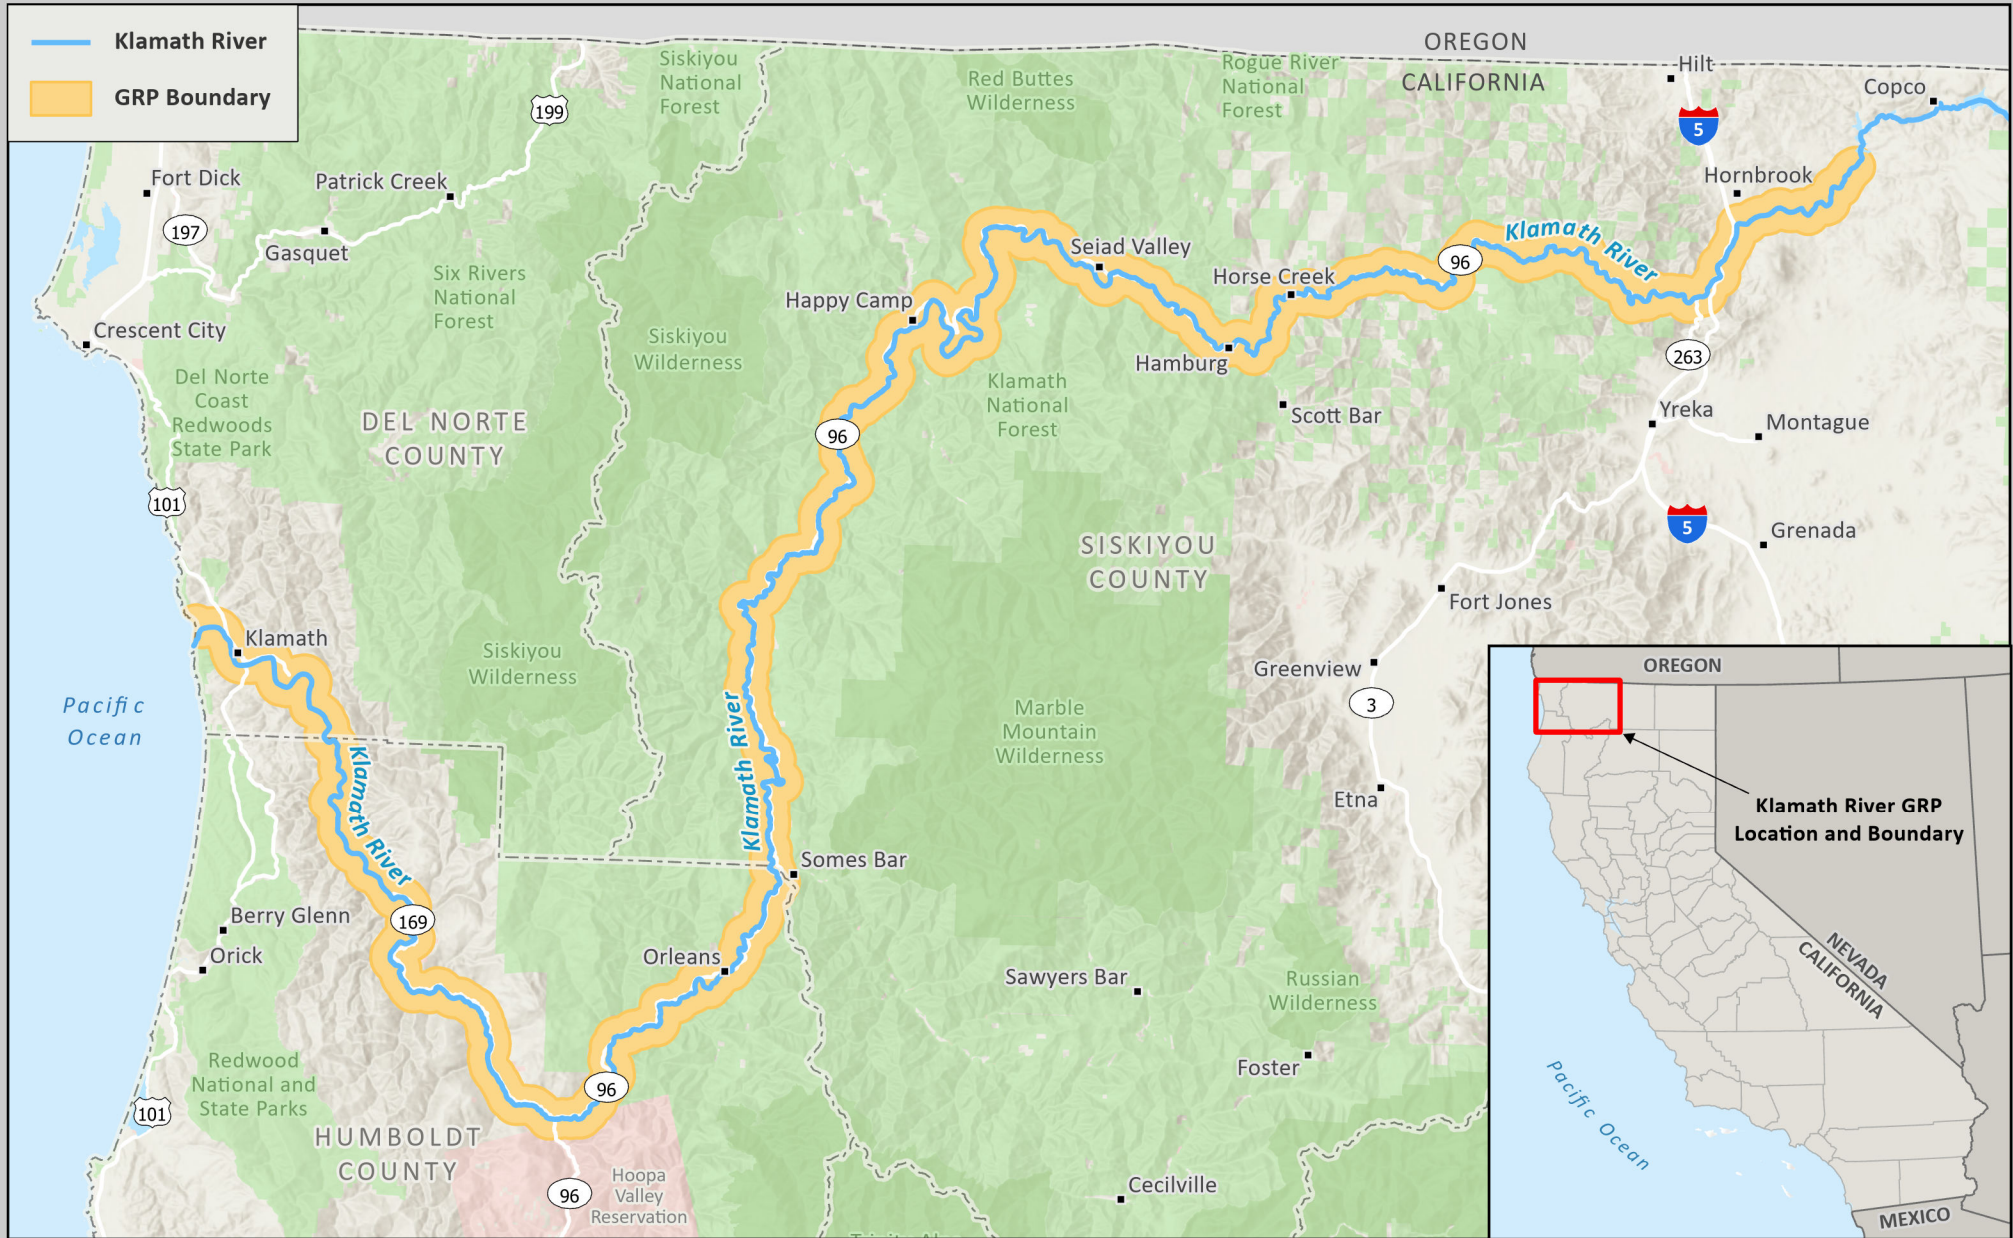 Klamath River
GRP Boundary
OREGON
CALIFORNIA
Hilt
Copco
5
Hornbrook
Siskiyou
National
Forest
Red Buttes
Wilderness
Rogue River
National
Forest
199
Fort Dick
Patrick Creek
197
Gasquet
Six Rivers
National
Forest
Crescent City
Del Norte
Coast
Redwoods
State Park
DEL NORTE
COUNTY
Siskiyou
Wilderness
Happy Camp
Seiad Valley
Horse Creek
96
Klamath River
Hamburg
263
Klamath
National
Forest
Scott Bar
Yreka
Montague
96
101
5
Grenada
SISKIYOU
COUNTY
Fort Jones
Klamath
Siskiyou
Wilderness
Greenview
3
Pacific
Ocean
Klamath River
Klamath River
Marble
Mountain
Wilderness
Etna
Somes Bar
Berry Glenn
169
Orick
Orleans
Sawyers Bar
Russian
Wilderness
Foster
Redwood
National and
State Parks
96
101
HUMBOLDT
COUNTY
96
Hoopa
Valley
Reservation
Cecilville
OREGON
Klamath River GRP
Location and Boundary
NEVADA
CALIFORNIA
Pacific Ocean
MEXICO